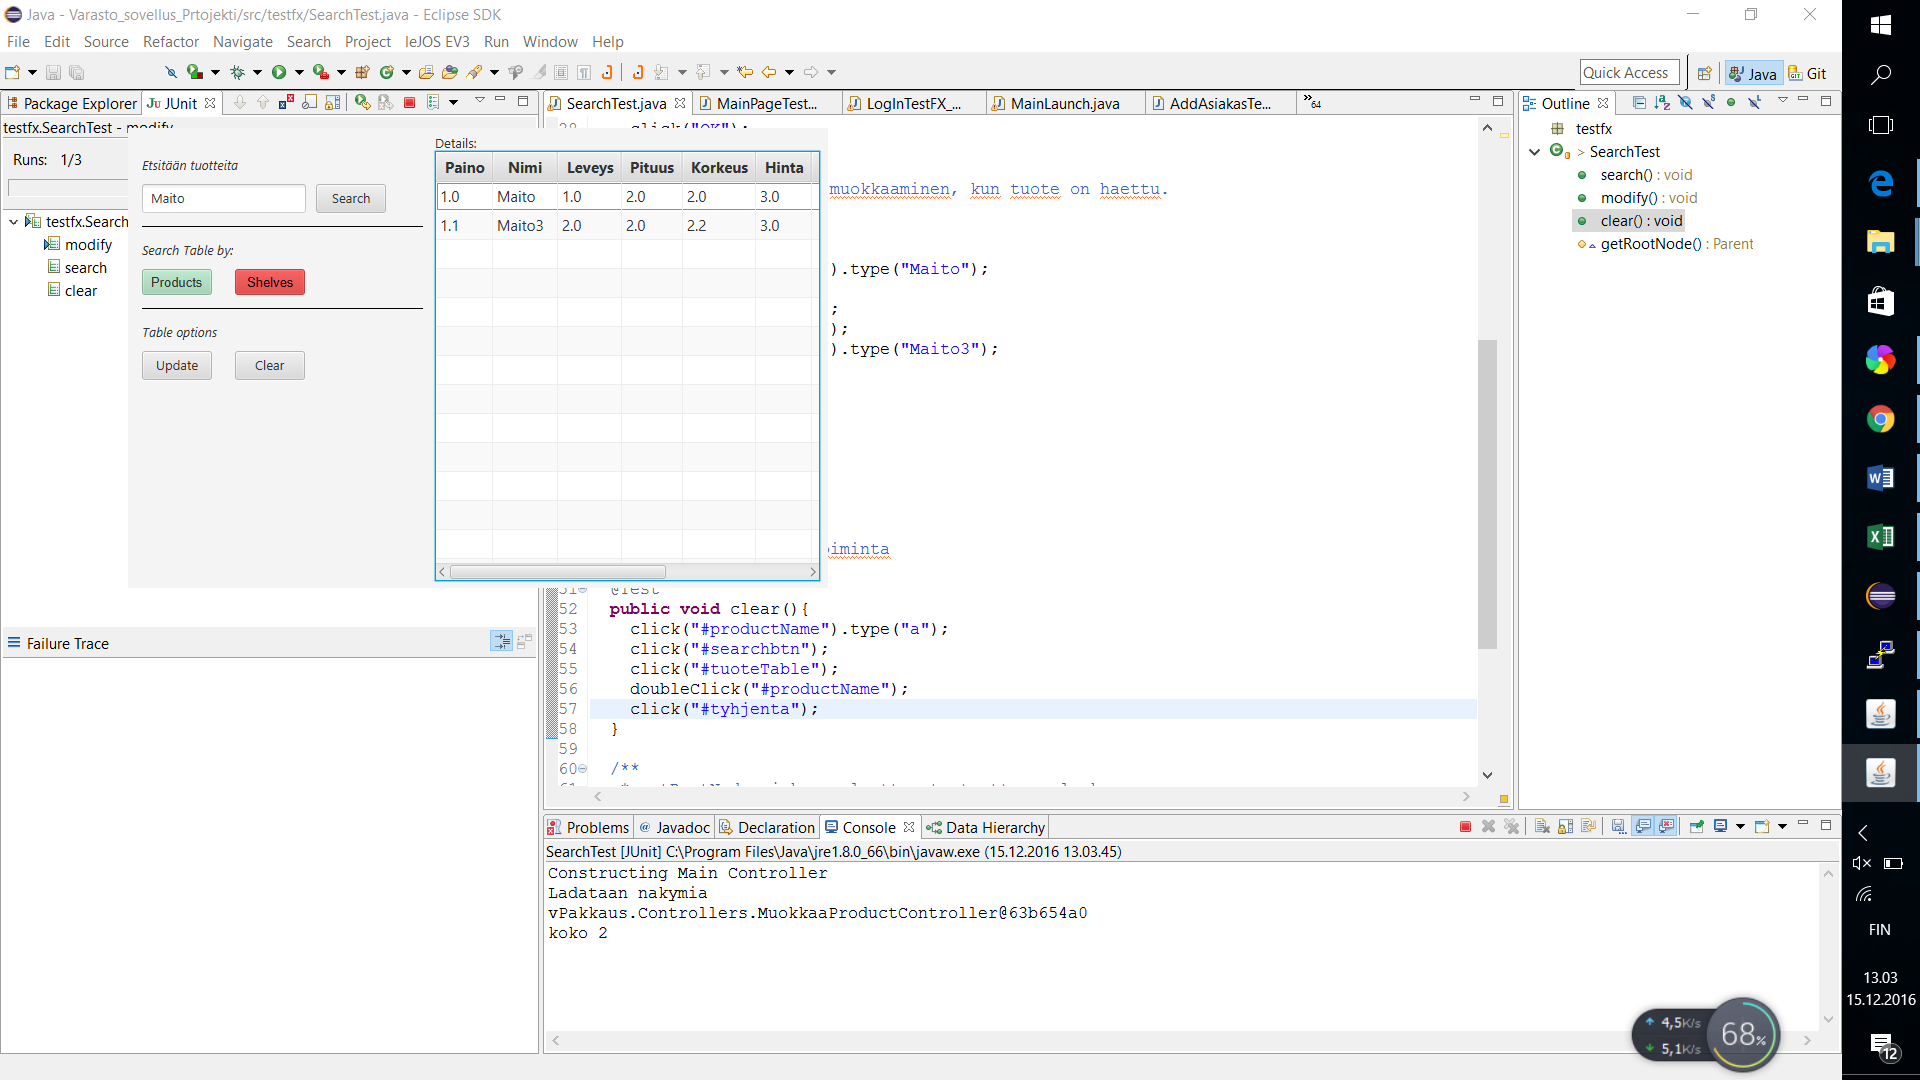 Java - Varasto_sovellus_Prtojekti/src/testfx/SearchTest.java - Eclipse SDK
File Edit Source Refactor Navigate Search Project leJOS EV3 Run Window Help
Quick Access
Java
Git
Package Explorer
JUnit
testfx.SearchTest - modify
Runs: 1/3
testfx.Search
modify
search
clear
Failure Trace
Etsitään tuotteita
Maito
Search
Search Table by:
Products
Shelves
Table options
Update
Clear
Details:
Paino Nimi Leveys Pituus Korkeus Hinta
1.0 Maito 1.0 2.0 2.0 3.0
1.1 Maito3 2.0 2.0 2.2 3.0
SearchTest.java
MainPageTest...
LogInTestFX_...
MainLaunch.java
AddAsiakasTe...
»64
muokkaaminen, kun tuote on haettu.
).type("Maito");
;
);
).type("Maito3");
iminta
51 @Test
52 public void clear(){
53 click("#productName").type("a");
54 click("#searchbtn");
55 click("#tuoteTable");
56 doubleClick("#productName");
57 click("#tyhjenta");
58 }
59
60 /**
Outline
testfx
> SearchTest
search() : void
modify() : void
clear() : void
getRootNode() : Parent
Problems
@ Javadoc
Declaration
Console
Data Hierarchy
SearchTest [JUnit] C:\Program Files\Java\jre1.8.0_66\bin\javaw.exe (15.12.2016 13.03.45)
Constructing Main Controller
Ladataan nakymia
vPakkaus.Controllers.MuokkaaProductController@63b654a0
koko 2
4,5K/s
5,1K/s
68%
FIN
13.03
15.12.2016
12